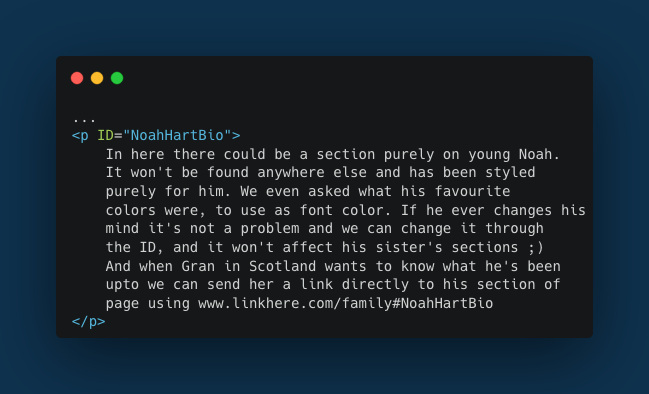 ...
<p ID="NoahHartBio">
In here there could be a section purely on young Noah.
It won't be found anywhere else and has been styled
purely for him. We even asked what his favourite
colors were, to use as font color. If he ever changes his
mind it's not a problem and we can change it through
the ID, and it won't affect his sister's sections ;)
And when Gran in Scotland wants to know what he's been
upto we can send her a link directly to his section of
page using www.linkhere.com/family#NoahHartBio
</p>